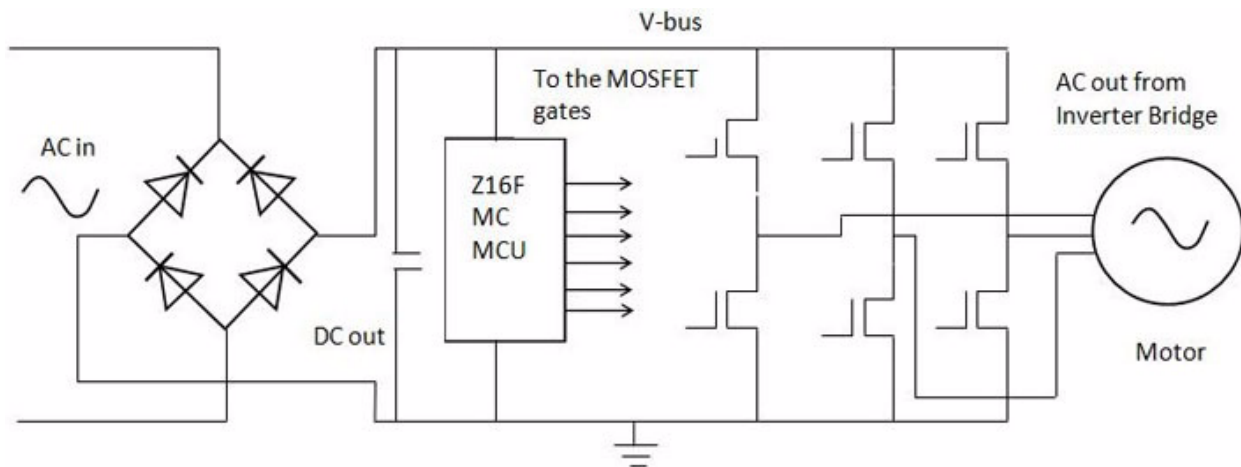 V-bus
To the MOSFET
gates
AC out from
Inverter Bridge
AC in
Z16F
MC
MCU
DC out
Motor